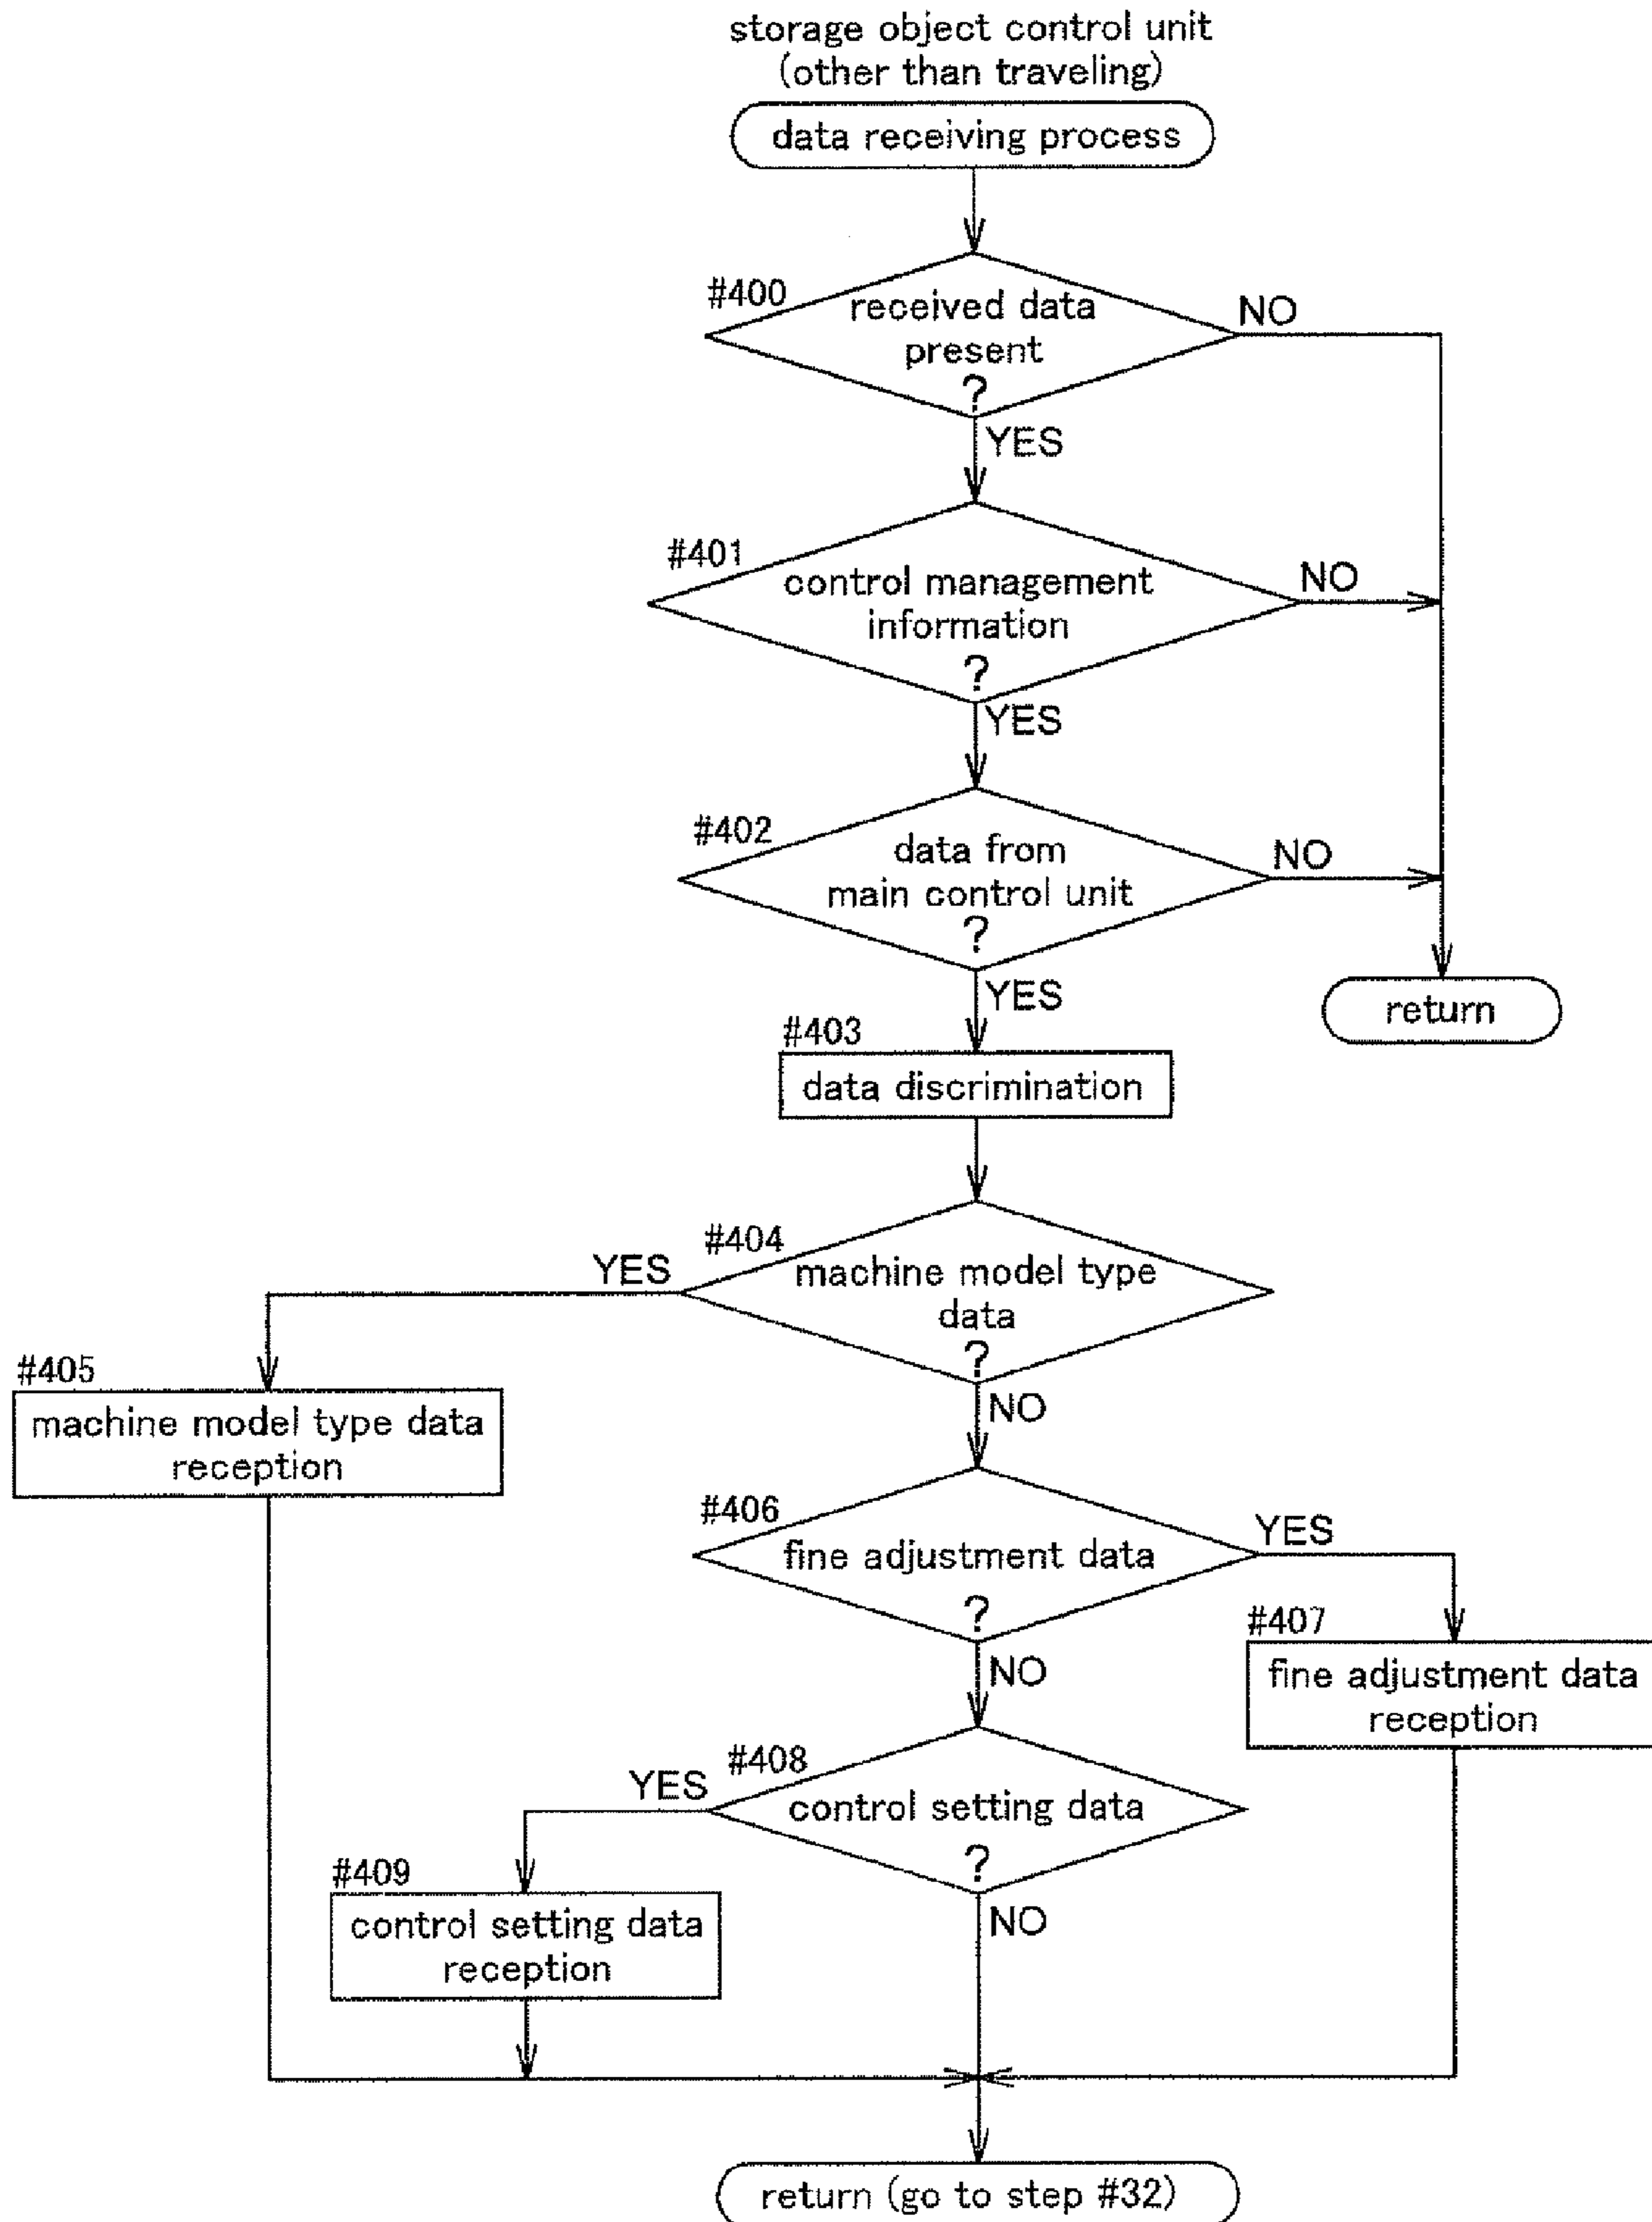 storage object control unit
(other than traveling)
data receiving process
#400
received data
present
?
NO
YES
#401
control management
information
?
NO
YES
#402
data from
main control unit
?
NO
YES
return
#403
data discrimination
#404
machine model type
data
?
YES
NO
#405
machine model type data
reception
#406
fine adjustment data
?
YES
NO
#407
fine adjustment data
reception
#408
control setting data
?
YES
NO
#409
control setting data
reception
return (go to step #32)